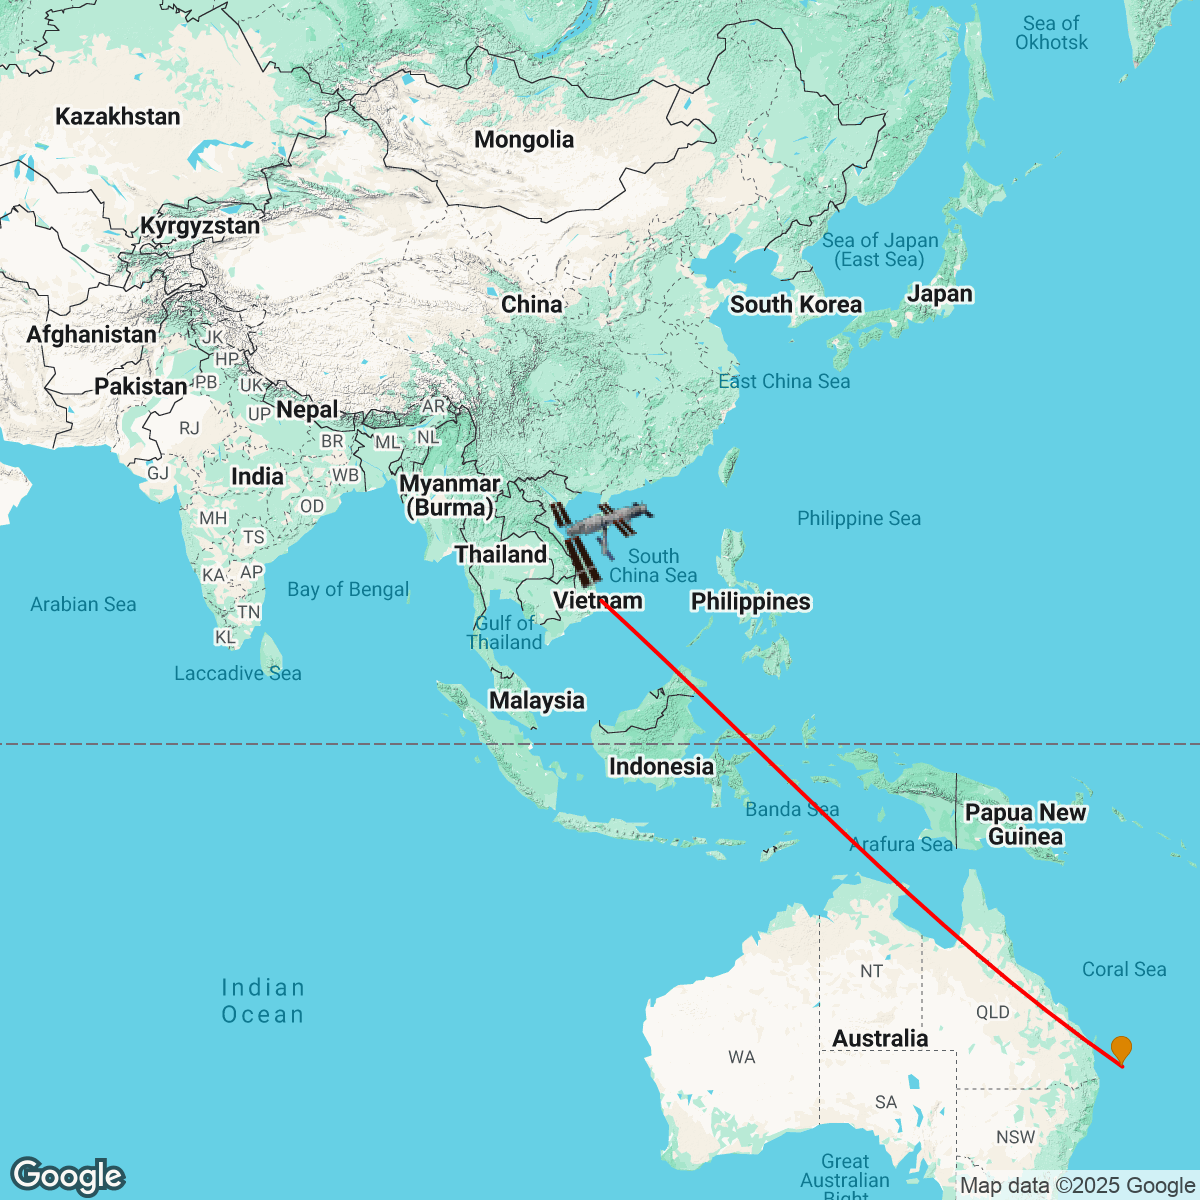 Sea of
Okhotsk
Kazakhstan
Mongolia
Kyrgyzstan
Sea of Japan
(East Sea)
China
South Korea
Japan
Afghanistan
JK
HP
Pakistan
PB
UK
East China Sea
UP
Nepal
AR
RJ
BR
ML
NL
GJ
India
WB
Myanmar
(Burma)
OD
MH
Philippine Sea
TS
Thailand
South
China Sea
KA
AP
Bay of Bengal
Arabian Sea
TN
Vietnam
Philippines
KL
Gulf of
Thailand
Laccadive Sea
Malaysia
Indonesia
Banda Sea
Papua New
Guinea
Arafura Sea
Coral Sea
NT
Indian
Ocean
QLD
Australia
WA
SA
NSW
Great
Australian
Bight
Google
Map data ©2025 Google